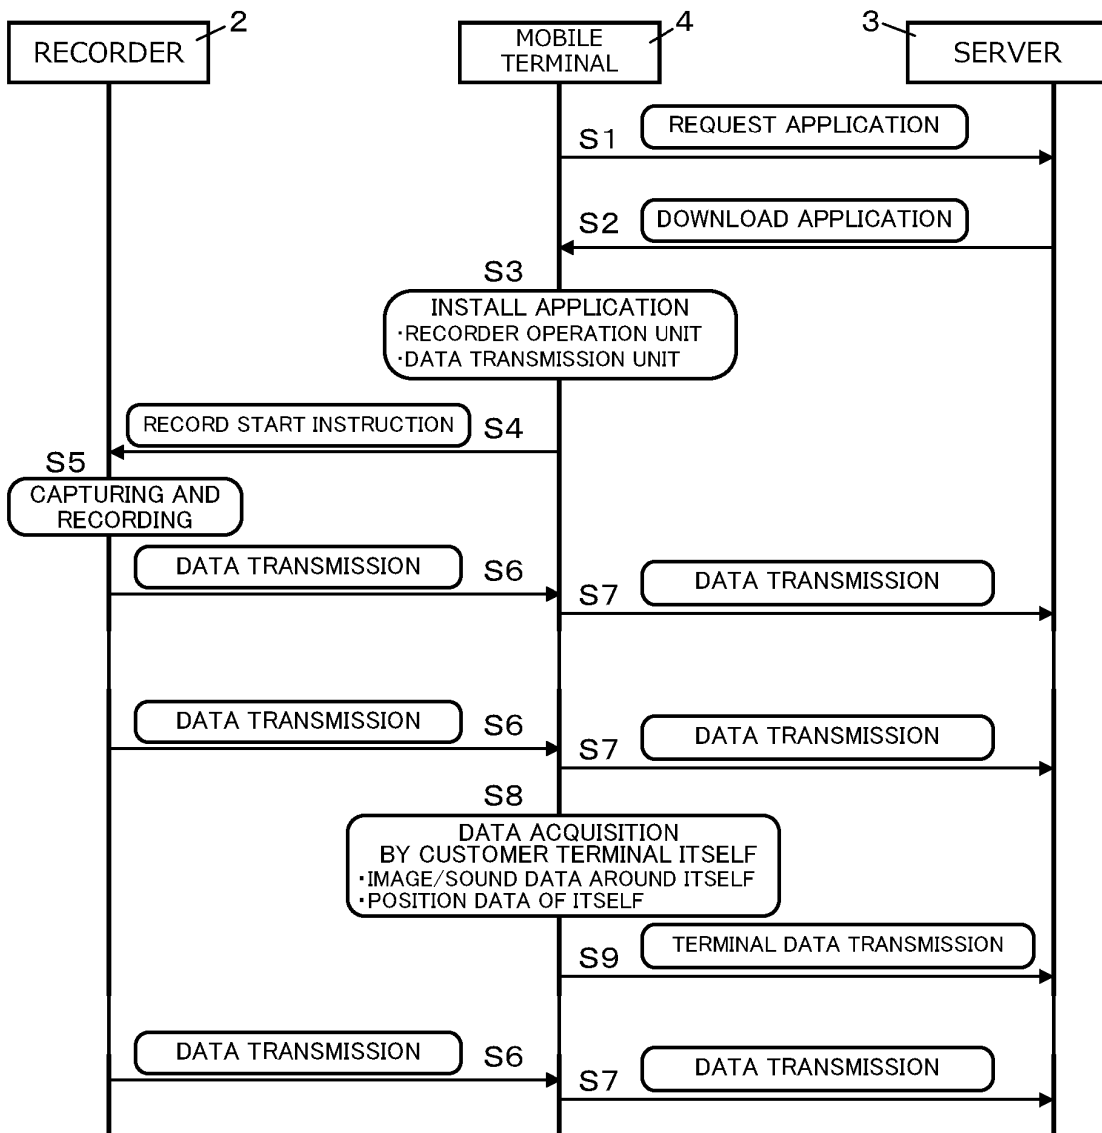 2
4
3
RECORDER
MOBILE
TERMINAL
SERVER
REQUEST APPLICATION
S1
DOWNLOAD APPLICATION
S2
S3
INSTALL APPLICATION
・RECORDER OPERATION UNIT
・DATA TRANSMISSION UNIT
RECORD START INSTRUCTION
S4
S5
CAPTURING AND
RECORDING
DATA TRANSMISSION
S6
DATA TRANSMISSION
S7
DATA TRANSMISSION
S6
DATA TRANSMISSION
S7
S8
DATA ACQUISITION
BY CUSTOMER TERMINAL ITSELF
・IMAGE/SOUND DATA AROUND ITSELF
・POSITION DATA OF ITSELF
TERMINAL DATA TRANSMISSION
S9
DATA TRANSMISSION
S6
DATA TRANSMISSION
S7